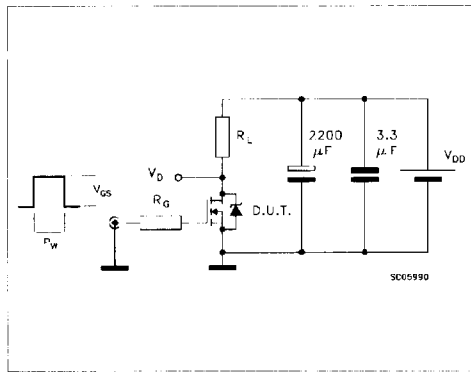 R_L
2200 μF
3.3 μF
V_DD
V_D
V_GS
R_G
D.U.T.
P_W
SC05990